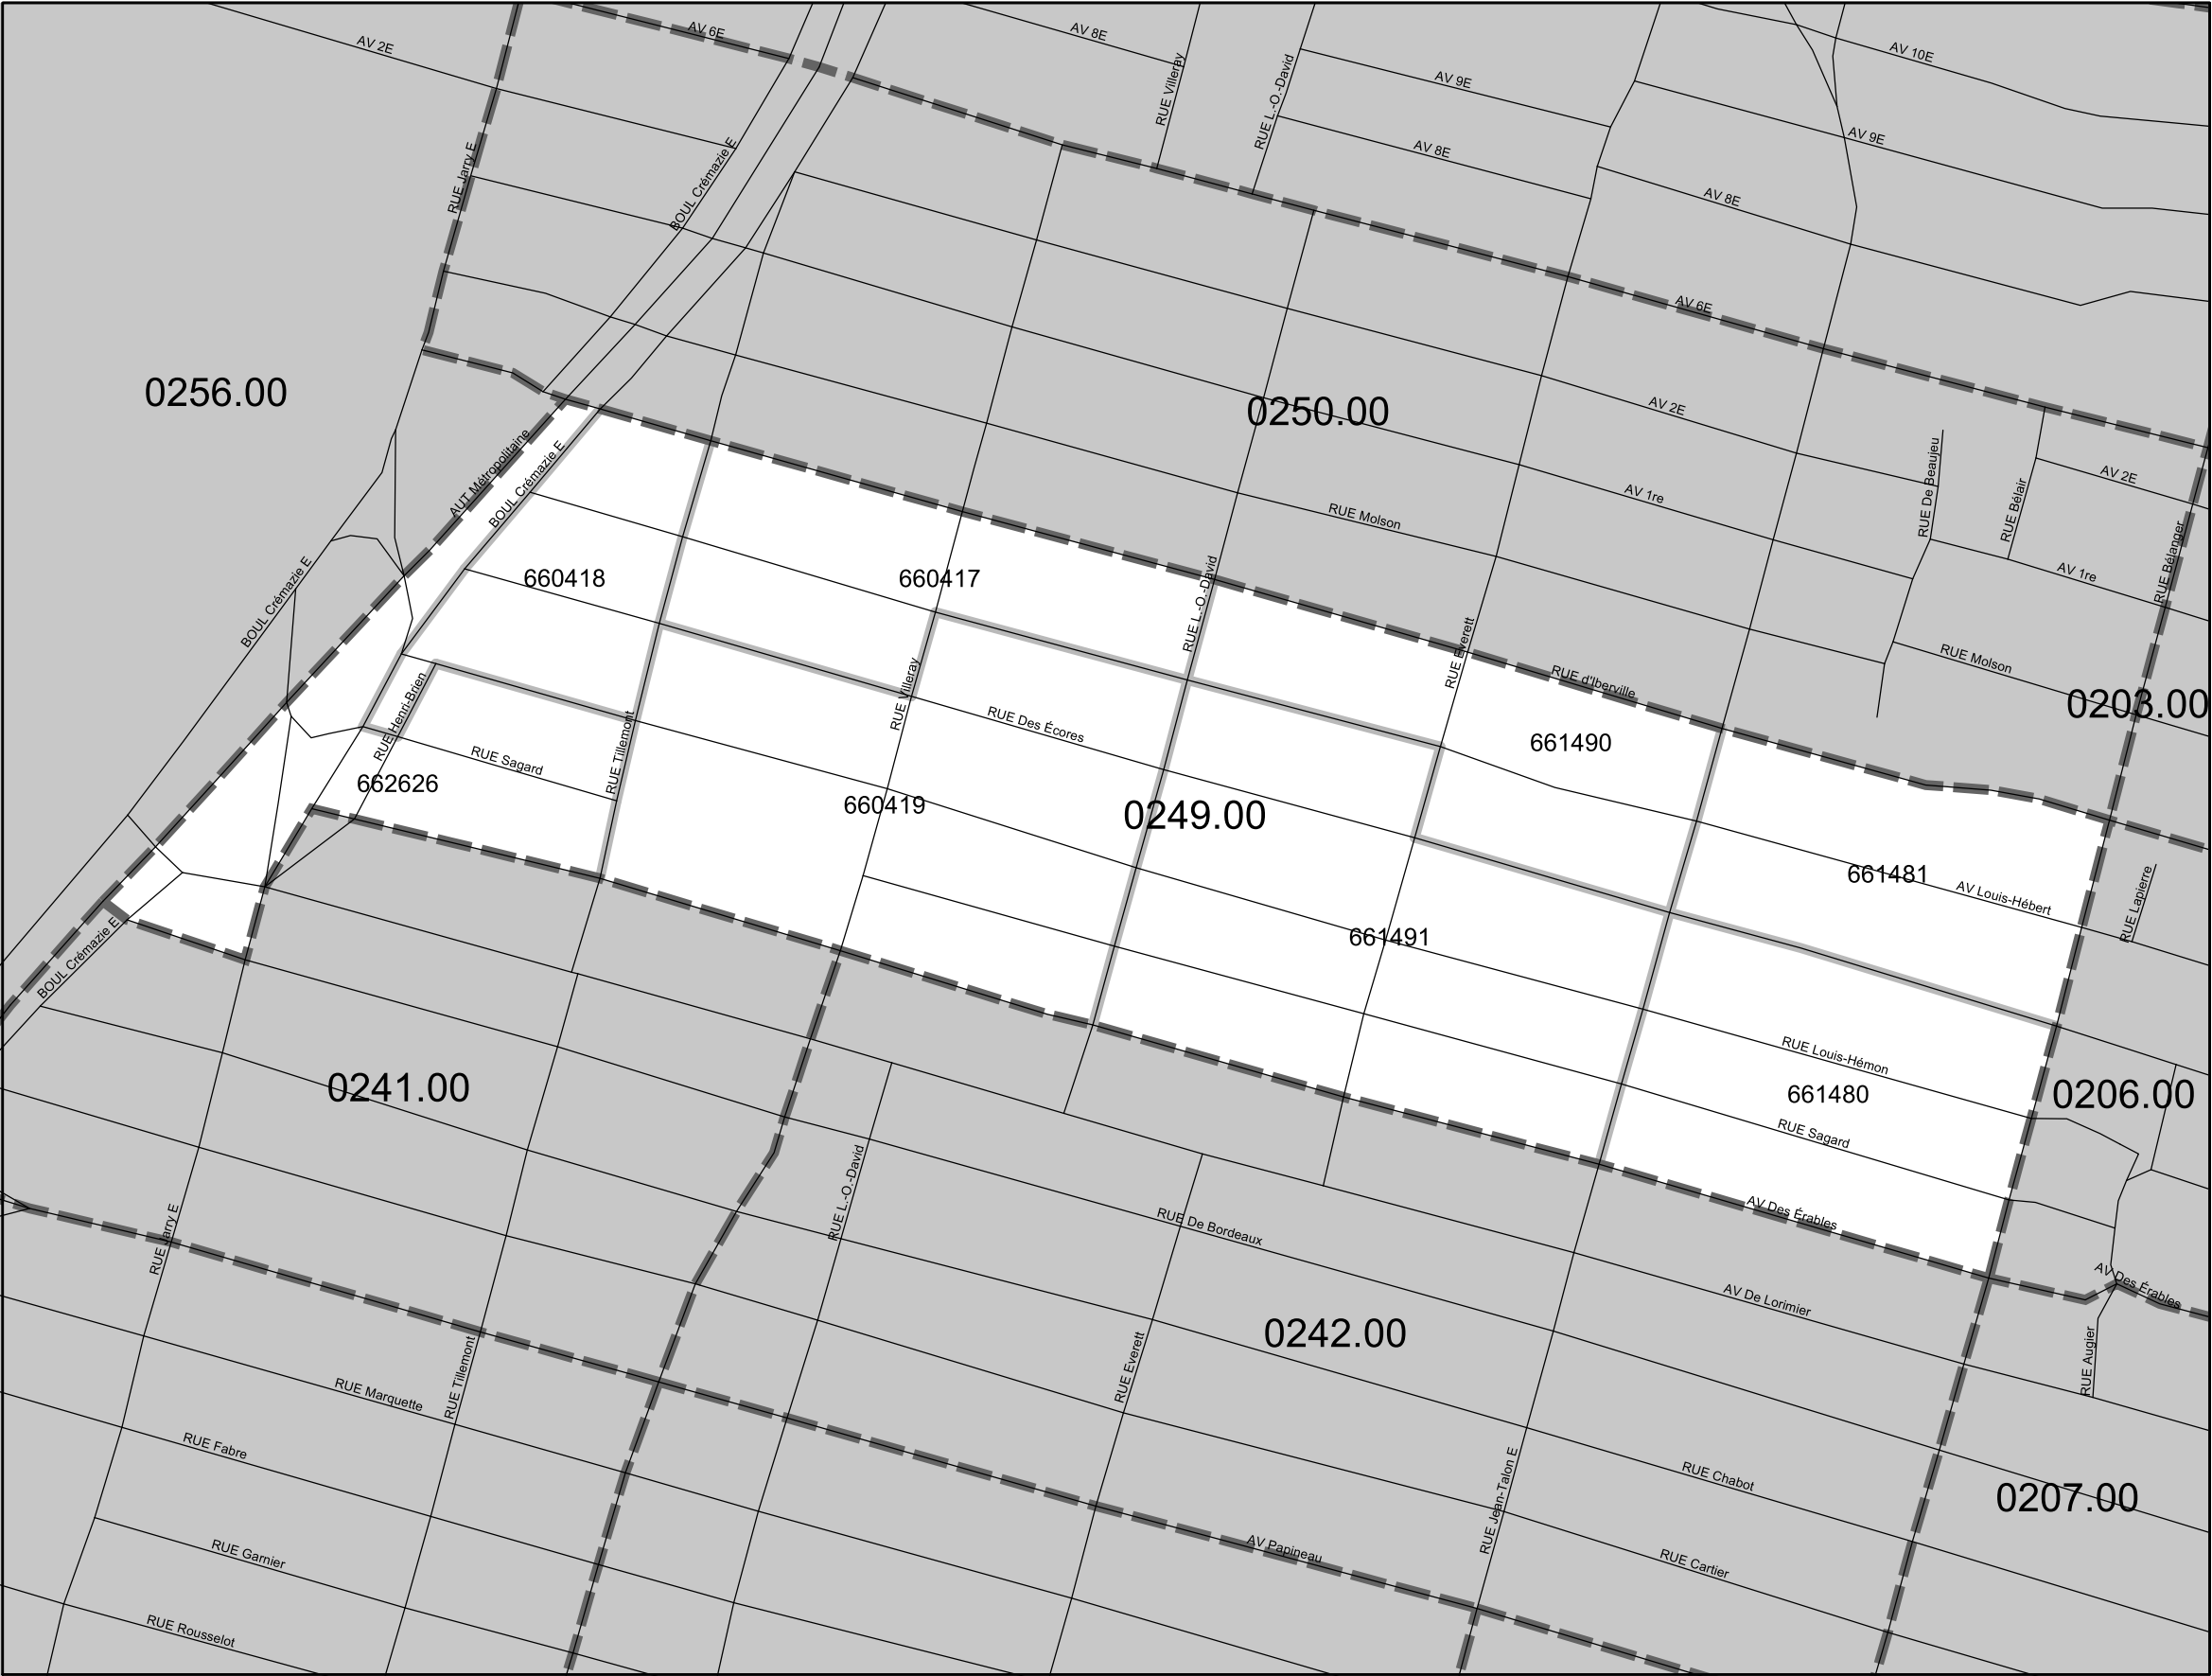 AV 2E
AV 6E
AV 8E
RUE Villeray
RUE L.-O.-David
AV 9E
AV 8E
AV 10E
AV 9E
AV 8E
RUE Jarry E
BOUL Crémazie E
AV 6E
0256.00
0250.00
AV 2E
AV 1re
RUE Molson
RUE De Beaujeu
RUE Bélair
AV 2E
RUE Bélanger
AV 1re
AUT Métropolitaine
BOUL Crémazie E
BOUL Crémazie E
660418
660417
RUE L.-O.-David
RUE Everett
RUE d'Iberville
RUE Molson
0203.00
RUE Henri-Brien
RUE Sagard
RUE Tillemont
RUE Villeray
RUE Des Écores
661490
662626
660419
0249.00
661481
AV Louis-Hébert
RUE Lapierre
BOUL Crémazie E
661491
RUE Louis-Hémon
0241.00
661480
0206.00
RUE Sagard
RUE Jarry E
RUE L.-O.-David
RUE De Bordeaux
AV Des Érables
AV Des Érables
AV De Lorimier
RUE Augier
0242.00
RUE Tillemont
RUE Everett
RUE Marquette
RUE Fabre
RUE Jean-Talon E
RUE Chabot
0207.00
RUE Garnier
AV Papineau
RUE Cartier
RUE Rousselot